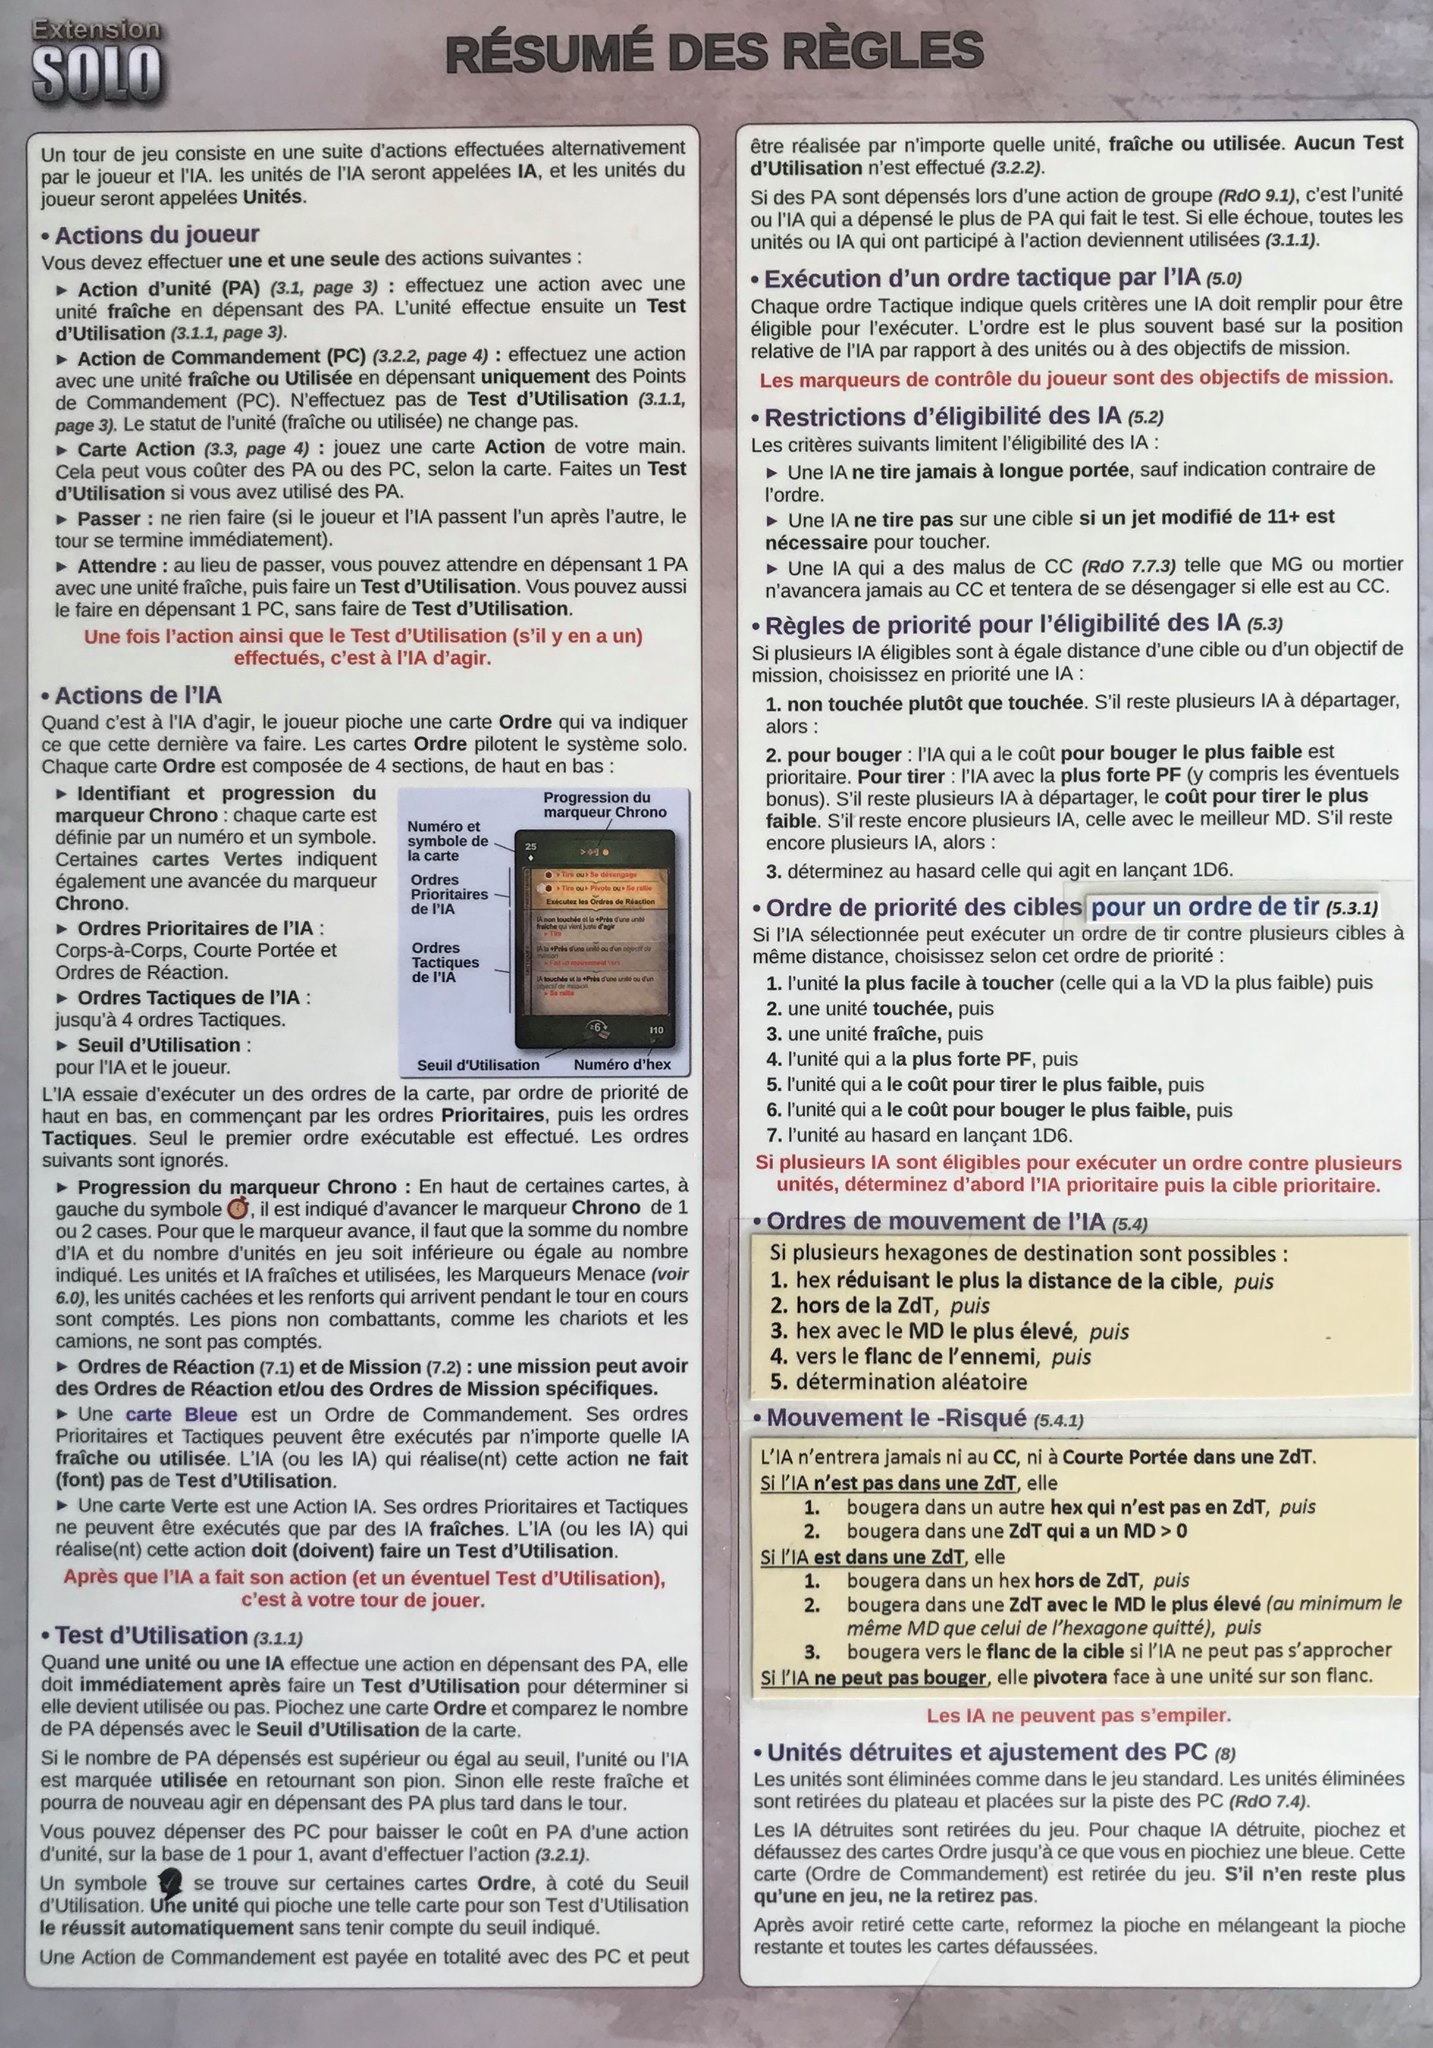 Extension
SOLO
RÉSUMÉ DES RÈGLES
Un tour de jeu consiste en une suite d'actions effectuées alternativement
par le joueur et l'IA. les unités de l'IA seront appelées IA, et les unités du
joueur seront appelées Unités.
• Actions du joueur
Vous devez effectuer une et une seule des actions suivantes :
► Action d'unité (PA) (3.1, page 3) : effectuez une action avec une
unité fraîche en dépensant des PA. L'unité effectue ensuite un Test
d'Utilisation (3.1.1, page 3).
► Action de Commandement (PC) (3.2.2, page 4) : effectuez une action
avec une unité fraîche ou Utilisée en dépensant uniquement des Points
de Commandement (PC). N'effectuez pas de Test d'Utilisation (3.1.1,
page 3). Le statut de l'unité (fraîche ou utilisée) ne change pas.
► Carte Action (3.3, page 4) : jouez une carte Action de votre main.
Cela peut vous coûter des PA ou des PC, selon la carte. Faites un Test
d'Utilisation si vous avez utilisé des PA.
► Passer : ne rien faire (si le joueur et l'IA passent l'un après l'autre, le
tour se termine immédiatement).
► Attendre : au lieu de passer, vous pouvez attendre en dépensant 1 PA
avec une unité fraîche, puis faire un Test d'Utilisation. Vous pouvez aussi
le faire en dépensant 1 PC, sans faire de Test d'Utilisation.
Une fois l'action ainsi que le Test d'Utilisation (s'il y en a un)
effectués, c'est à l'IA d'agir.
• Actions de l'IA
Quand c'est à l'IA d'agir, le joueur pioche une carte Ordre qui va indiquer
ce que cette dernière va faire. Les cartes Ordre pilotent le système solo.
Chaque carte Ordre est composée de 4 sections, de haut en bas :
► Identifiant et progression du
marqueur Chrono : chaque carte est
définie par un numéro et un symbole.
Certaines cartes Vertes indiquent
également une avancée du marqueur
Chrono.
► Ordres Prioritaires de l'IA :
Corps-à-Corps, Courte Portée et
Ordres de Réaction.
► Ordres Tactiques de l'IA :
jusqu'à 4 ordres Tactiques.
► Seuil d'Utilisation :
pour l'IA et le joueur.
Progression du
marqueur Chrono
Numéro et
symbole de
la carte
Ordres
Prioritaires
de l'IA
Ordres
Tactiques
de l'IA
Seuil d'Utilisation
Numéro d'hex
25
> Tire ou > Se désengage
> Tire ou > Pivote ou > Se rallie
Exécutez les Ordres de Réaction
IA non touchée et la +Près d'une unité
fraîche qui vient juste d'agir
> Tire
IA la +Près d'une unité ou d'un objectif de
mission
> Fait un mouvement vers
IA touchée et la +Près d'une unité ou d'un
objectif de mission
> Se rallie
≥6
I10
L'IA essaie d'exécuter un des ordres de la carte, par ordre de priorité de
haut en bas, en commençant par les ordres Prioritaires, puis les ordres
Tactiques. Seul le premier ordre exécutable est effectué. Les ordres
suivants sont ignorés.
► Progression du marqueur Chrono : En haut de certaines cartes, à
gauche du symbole , il est indiqué d'avancer le marqueur Chrono de 1
ou 2 cases. Pour que le marqueur avance, il faut que la somme du nombre
d'IA et du nombre d'unités en jeu soit inférieure ou égale au nombre
indiqué. Les unités et IA fraîches et utilisées, les Marqueurs Menace (voir
6.0), les unités cachées et les renforts qui arrivent pendant le tour en cours
sont comptés. Les pions non combattants, comme les chariots et les
camions, ne sont pas comptés.
► Ordres de Réaction (7.1) et de Mission (7.2) : une mission peut avoir
des Ordres de Réaction et/ou des Ordres de Mission spécifiques.
► Une carte Bleue est un Ordre de Commandement. Ses ordres
Prioritaires et Tactiques peuvent être exécutés par n'importe quelle IA
fraîche ou utilisée. L'IA (ou les IA) qui réalise(nt) cette action ne fait
(font) pas de Test d'Utilisation.
► Une carte Verte est une Action IA. Ses ordres Prioritaires et Tactiques
ne peuvent être exécutés que par des IA fraîches. L'IA (ou les IA) qui
réalise(nt) cette action doit (doivent) faire un Test d'Utilisation.
Après que l'IA a fait son action (et un éventuel Test d'Utilisation),
c'est à votre tour de jouer.
• Test d'Utilisation (3.1.1)
Quand une unité ou une IA effectue une action en dépensant des PA, elle
doit immédiatement après faire un Test d'Utilisation pour déterminer si
elle devient utilisée ou pas. Piochez une carte Ordre et comparez le nombre
de PA dépensés avec le Seuil d'Utilisation de la carte.
Si le nombre de PA dépensés est supérieur ou égal au seuil, l'unité ou l'IA
est marquée utilisée en retournant son pion. Sinon elle reste fraîche et
pourra de nouveau agir en dépensant des PA plus tard dans le tour.
Vous pouvez dépenser des PC pour baisser le coût en PA d'une action
d'unité, sur la base de 1 pour 1, avant d'effectuer l'action (3.2.1).
Un symbole se trouve sur certaines cartes Ordre, à coté du Seuil
d'Utilisation. Une unité qui pioche une telle carte pour son Test d'Utilisation
le réussit automatiquement sans tenir compte du seuil indiqué.
Une Action de Commandement est payée en totalité avec des PC et peut
être réalisée par n'importe quelle unité, fraîche ou utilisée. Aucun Test
d'Utilisation n'est effectué (3.2.2).
Si des PA sont dépensés lors d'une action de groupe (RdO 9.1), c'est l'unité
ou l'IA qui a dépensé le plus de PA qui fait le test. Si elle échoue, toutes les
unités ou IA qui ont participé à l'action deviennent utilisées (3.1.1).
• Exécution d'un ordre tactique par l'IA (5.0)
Chaque ordre Tactique indique quels critères une IA doit remplir pour être
éligible pour l'exécuter. L'ordre est le plus souvent basé sur la position
relative de l'IA par rapport à des unités ou à des objectifs de mission.
Les marqueurs de contrôle du joueur sont des objectifs de mission.
• Restrictions d'éligibilité des IA (5.2)
Les critères suivants limitent l'éligibilité des IA :
► Une IA ne tire jamais à longue portée, sauf indication contraire de
l'ordre.
► Une IA ne tire pas sur une cible si un jet modifié de 11+ est
nécessaire pour toucher.
► Une IA qui a des malus de CC (RdO 7.7.3) telle que MG ou mortier
n'avancera jamais au CC et tentera de se désengager si elle est au CC.
• Règles de priorité pour l'éligibilité des IA (5.3)
Si plusieurs IA éligibles sont à égale distance d'une cible ou d'un objectif de
mission, choisissez en priorité une IA :
1. non touchée plutôt que touchée. S'il reste plusieurs IA à départager,
alors :
2. pour bouger : l'IA qui a le coût pour bouger le plus faible est
prioritaire. Pour tirer : l'IA avec la plus forte PF (y compris les éventuels
bonus). S'il reste plusieurs IA à départager, le coût pour tirer le plus
faible. S'il reste encore plusieurs IA, celle avec le meilleur MD. S'il reste
encore plusieurs IA, alors :
3. déterminez au hasard celle qui agit en lançant 1D6.
• Ordre de priorité des cibles pour un ordre de tir (5.3.1)
Si l'IA sélectionnée peut exécuter un ordre de tir contre plusieurs cibles à
même distance, choisissez selon cet ordre de priorité :
1. l'unité la plus facile à toucher (celle qui a la VD la plus faible) puis
2. une unité touchée, puis
3. une unité fraîche, puis
4. l'unité qui a la plus forte PF, puis
5. l'unité qui a le coût pour tirer le plus faible, puis
6. l'unité qui a le coût pour bouger le plus faible, puis
7. l'unité au hasard en lançant 1D6.
Si plusieurs IA sont éligibles pour exécuter un ordre contre plusieurs
unités, déterminez d'abord l'IA prioritaire puis la cible prioritaire.
• Ordres de mouvement de l'IA (5.4)
Si plusieurs hexagones de destination sont possibles :
1. hex réduisant le plus la distance de la cible, puis
2. hors de la ZdT, puis
3. hex avec le MD le plus élevé, puis
4. vers le flanc de l'ennemi, puis
5. détermination aléatoire
• Mouvement le -Risqué (5.4.1)
L'IA n'entrera jamais ni au CC, ni à Courte Portée dans une ZdT.
Si l'IA n'est pas dans une ZdT, elle
1. bougera dans un autre hex qui n'est pas en ZdT, puis
2. bougera dans une ZdT qui a un MD > 0
Si l'IA est dans une ZdT, elle
1. bougera dans un hex hors de ZdT, puis
2. bougera dans une ZdT avec le MD le plus élevé (au minimum le
même MD que celui de l'hexagone quitté), puis
3. bougera vers le flanc de la cible si l'IA ne peut pas s'approcher
Si l'IA ne peut pas bouger, elle pivotera face à une unité sur son flanc.
Les IA ne peuvent pas s'empiler.
• Unités détruites et ajustement des PC (8)
Les unités sont éliminées comme dans le jeu standard. Les unités éliminées
sont retirées du plateau et placées sur la piste des PC (RdO 7.4).
Les IA détruites sont retirées du jeu. Pour chaque IA détruite, piochez et
défaussez des cartes Ordre jusqu'à ce que vous en piochiez une bleue. Cette
carte (Ordre de Commandement) est retirée du jeu. S'il n'en reste plus
qu'une en jeu, ne la retirez pas.
Après avoir retiré cette carte, reformez la pioche en mélangeant la pioche
restante et toutes les cartes défaussées.